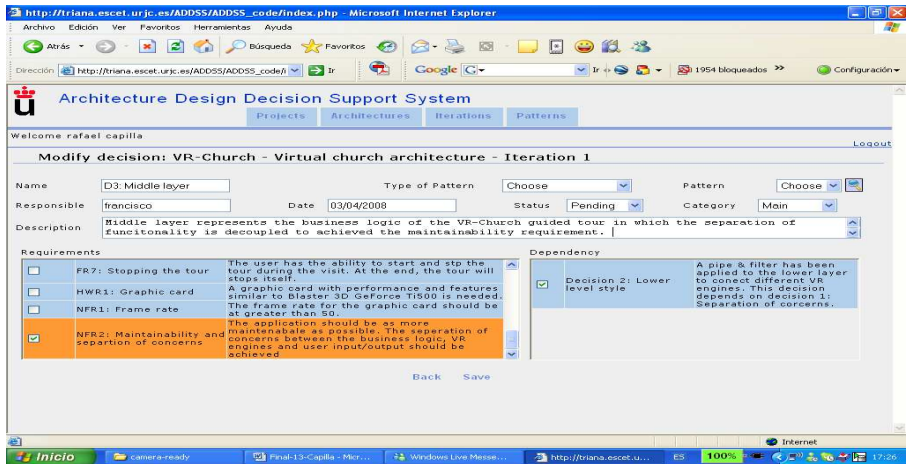 http://triana.escet.urjc.es/ADDSS/ADDSS_code/index.php - Microsoft Internet Explorer
Archivo Edición Ver Favoritos Herramientas Ayuda
Atrás Búsqueda Favoritos
Dirección http://triana.escet.urjc.es/ADDSS/ADDSS_code/i Ir Google G Ir 1954 bloqueados >> Configuración
Architecture Design Decision Support System
Projects Architectures Iterations Patterns
Welcome rafael capilla
Logout
Modify decision: VR-Church - Virtual church architecture - Iteration 1
Name D3: Middle layer Type of Pattern Choose Pattern Choose
Responsible francisco Date 03/04/2008 Status Pending Category Main
Description Middle layer represents the business logic of the VR-Church guided tour in which the separation of
funcitonality is decoupled to achieved the maintainability requirement.
Requirements
FR7: Stopping the tour
The user has the ability to start and stp the
tour during the visit. At the end, the tour will
stops itself.
HWR1: Graphic card
A graphic card with performance and features
similar to Blaster 3D GeForce Ti500 is needed.
NFR1: Frame rate
The frame rate for the graphic card should be
at greater than 50.
NFR2: Maintainability and
separtion of concerns
The application should be as more
maintenabale as possible. The seperation of
concerns between the business logic, VR
engines and user input/output should be
achieved
Dependency
Decision 2: Lower
level style
A pipe & filter has been
applied to the lower layer
to conect different VR
engines. This decision
depends on decision 1:
Separation of corcerns.
Back Save
Internet
Inicio camera-ready Final-13-Capilla - Micr... Windows Live Messe... http://triana.escet.u... ES 100% 17:26